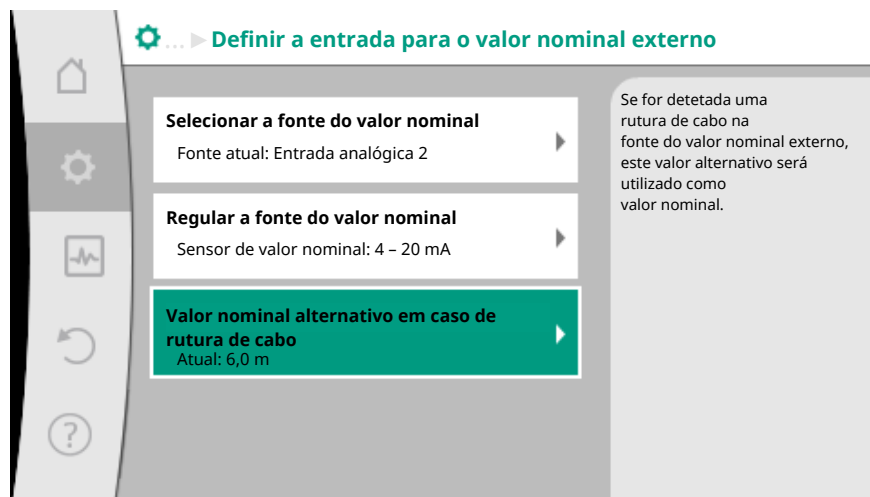 ... ▶ Definir a entrada para o valor nominal externo
Selecionar a fonte do valor nominal
Fonte atual: Entrada analógica 2
Regular a fonte do valor nominal
Sensor de valor nominal: 4 – 20 mA
Valor nominal alternativo em caso de
rutura de cabo
Atual: 6,0 m
Se for detetada uma
rutura de cabo na
fonte do valor nominal externo,
este valor alternativo será
utilizado como
valor nominal.
?